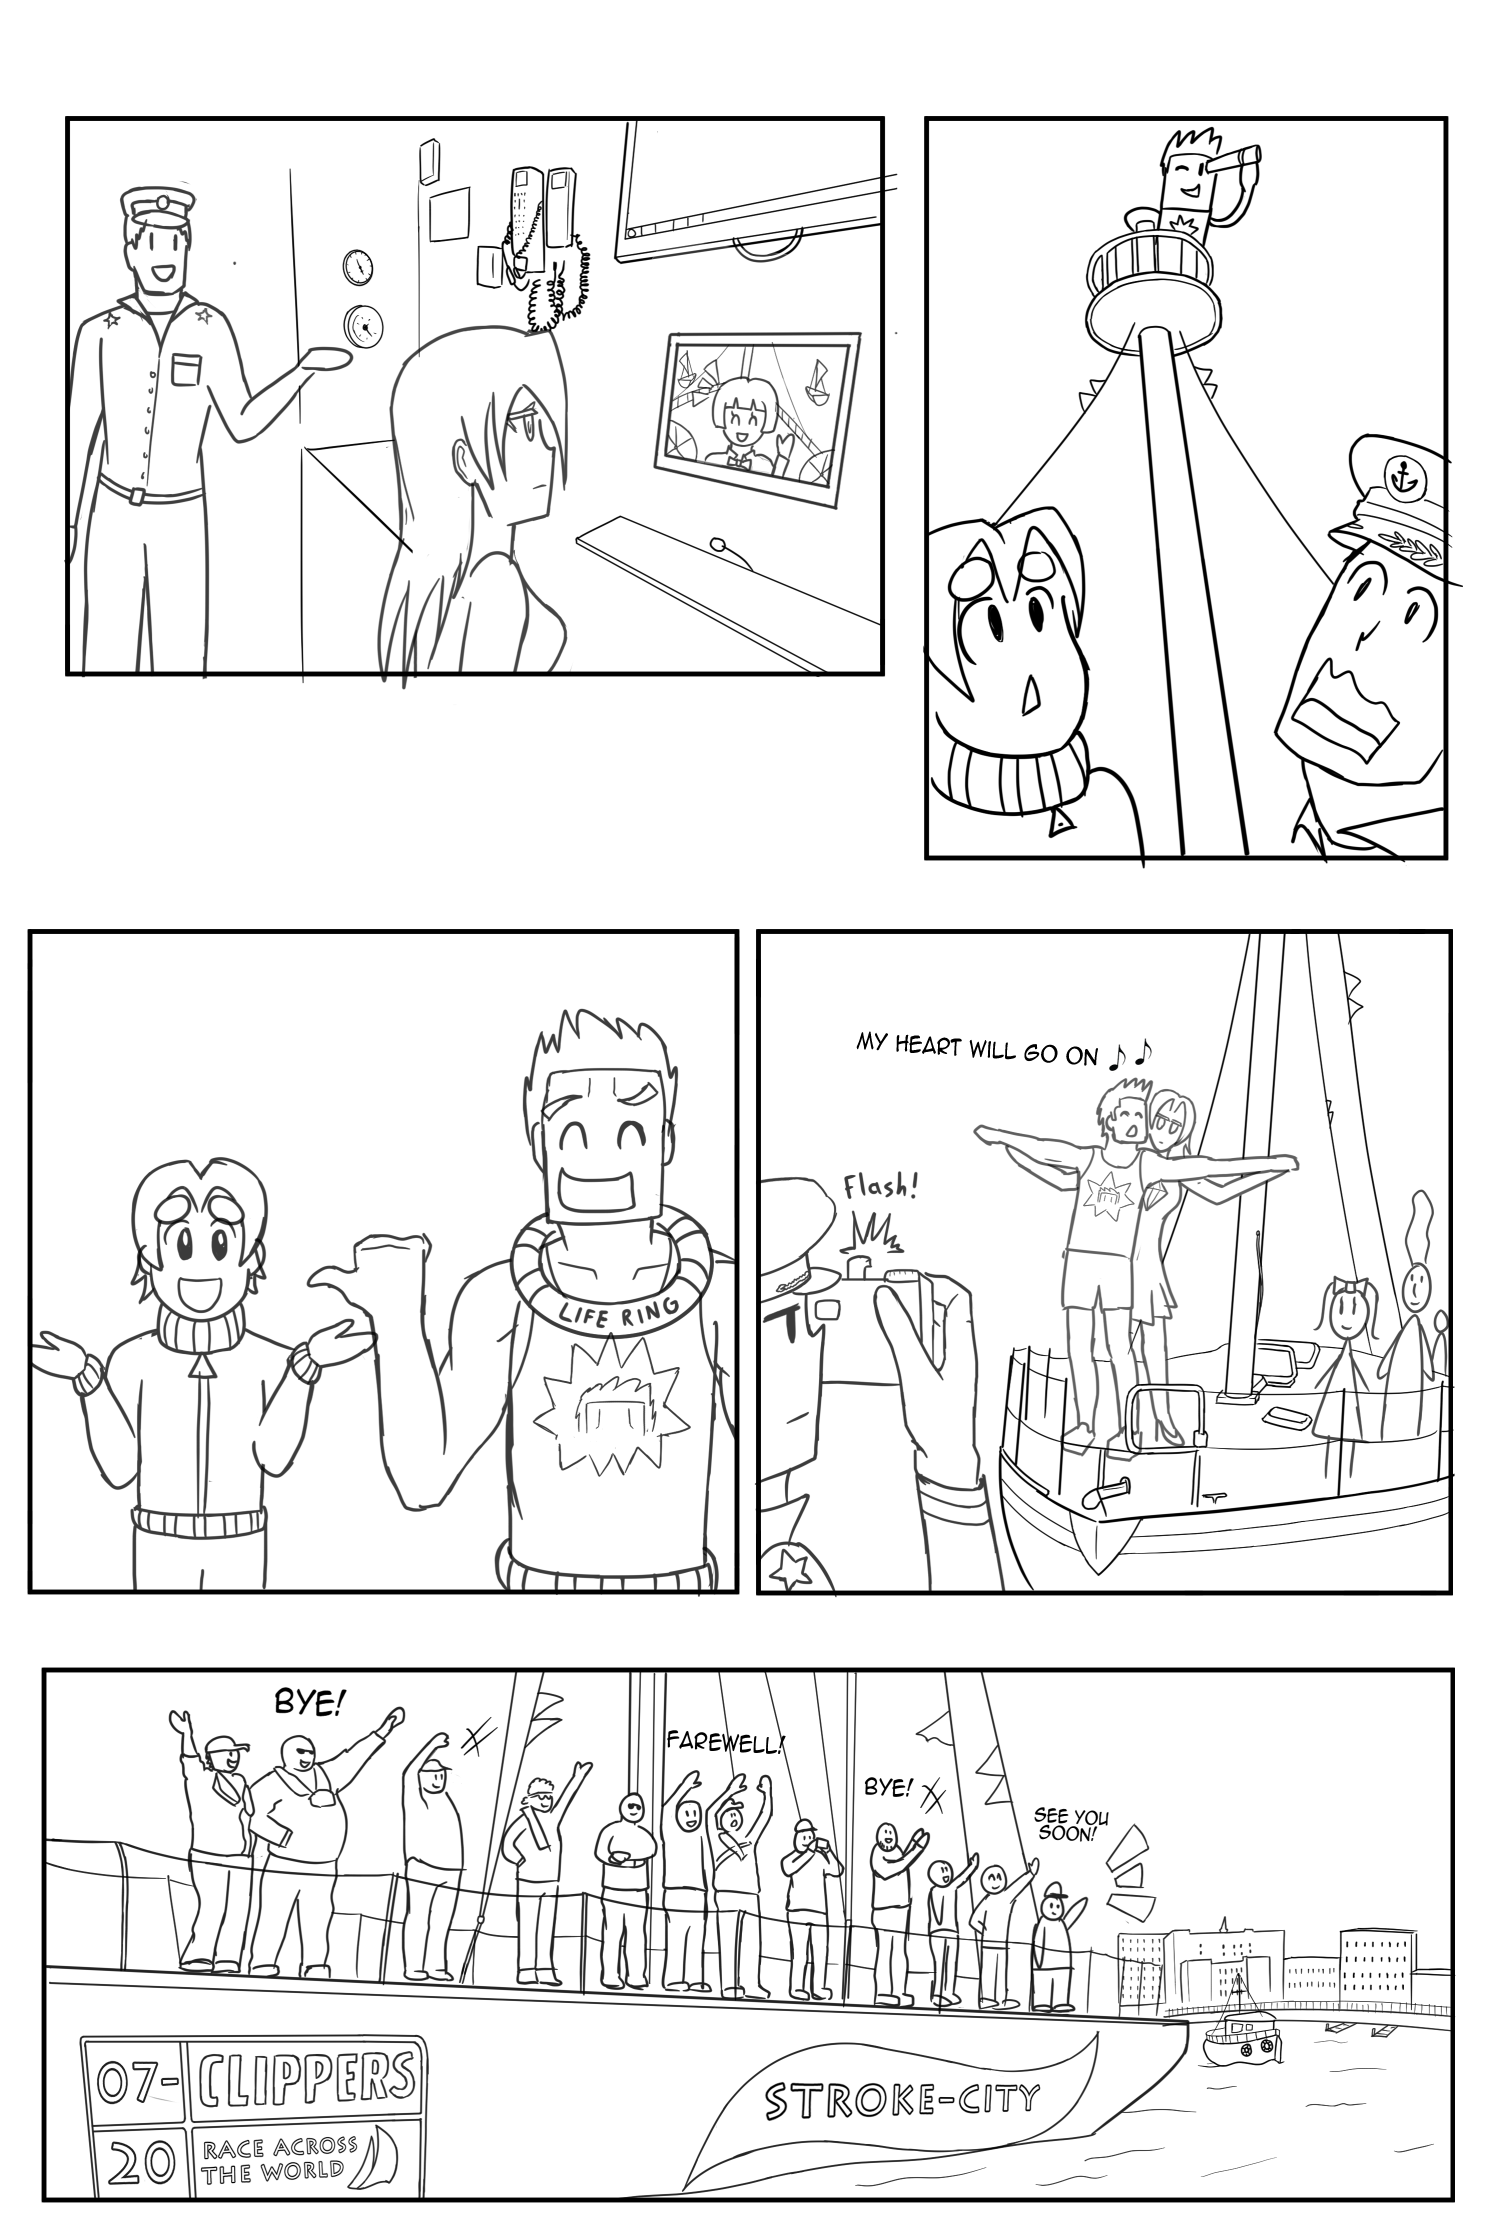 LIFE RING
MY HEART WILL GO ON
Flash!
BYE!
FAREWELL!
BYE!
SEE YOU
SOON!
07-
CLIPPERS
20
RACE ACROSS
THE WORLD
STROKE-CITY